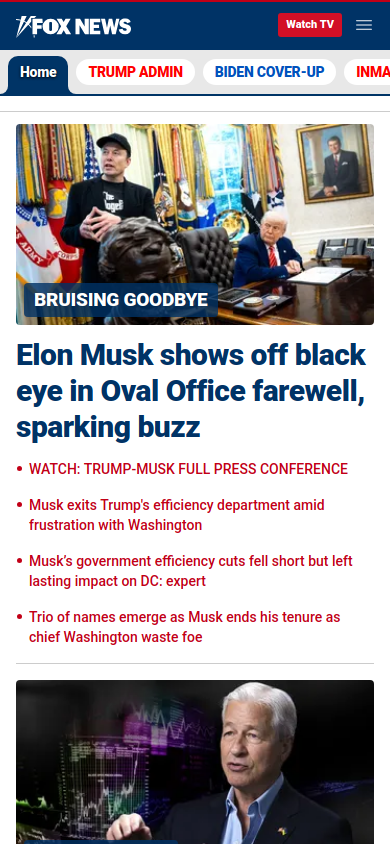 FOX NEWS
Watch TV
Home
TRUMP ADMIN
BIDEN COVER-UP
INMA
BRUISING GOODBYE
Elon Musk shows off black
eye in Oval Office farewell,
sparking buzz
WATCH: TRUMP-MUSK FULL PRESS CONFERENCE
Musk exits Trump's efficiency department amid
frustration with Washington
Musk’s government efficiency cuts fell short but left
lasting impact on DC: expert
Trio of names emerge as Musk ends his tenure as
chief Washington waste foe